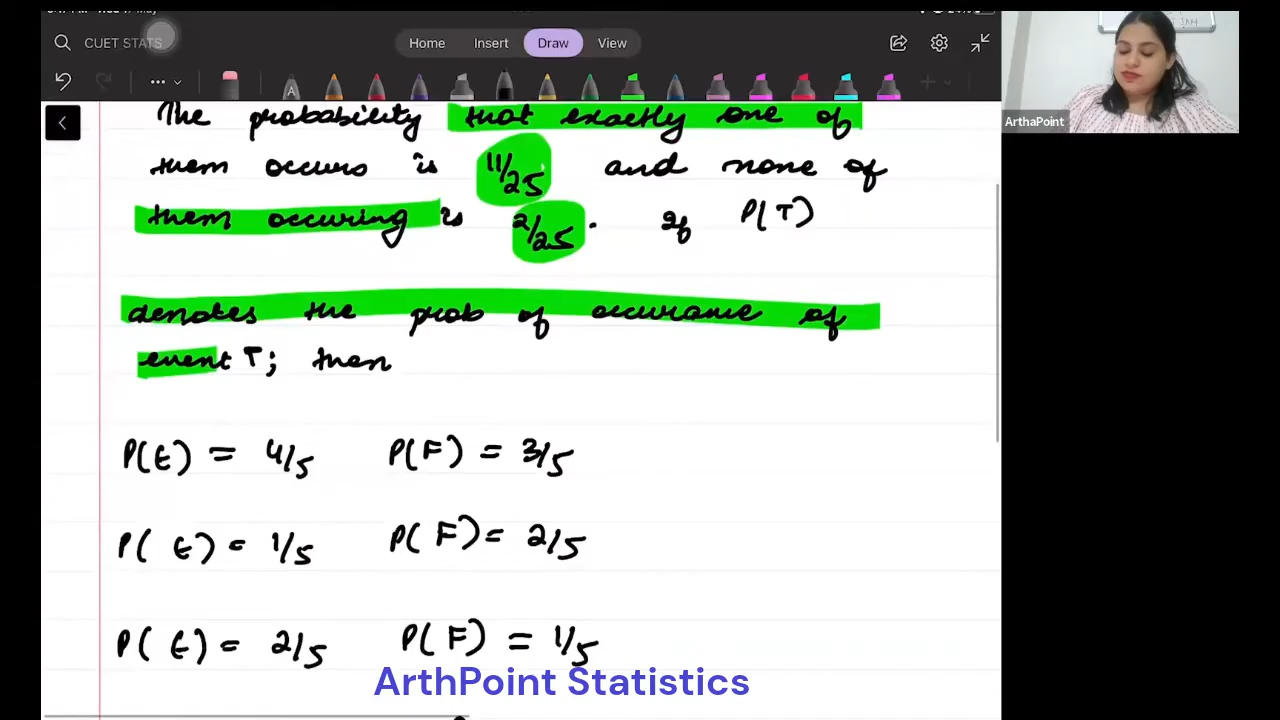 CUET STATS
Home Insert Draw View
The probability that exactly one of
them occurs is 11/25 and none of
them occuring is 2/25. If P(T)
denotes the prob of occurance of
event T; then
P(E) = 4/5 P(F) = 3/5
P(E) = 1/5 P(F) = 2/5
P(E) = 2/5 P(F) = 1/5
ArthPoint Statistics
ArthaPoint